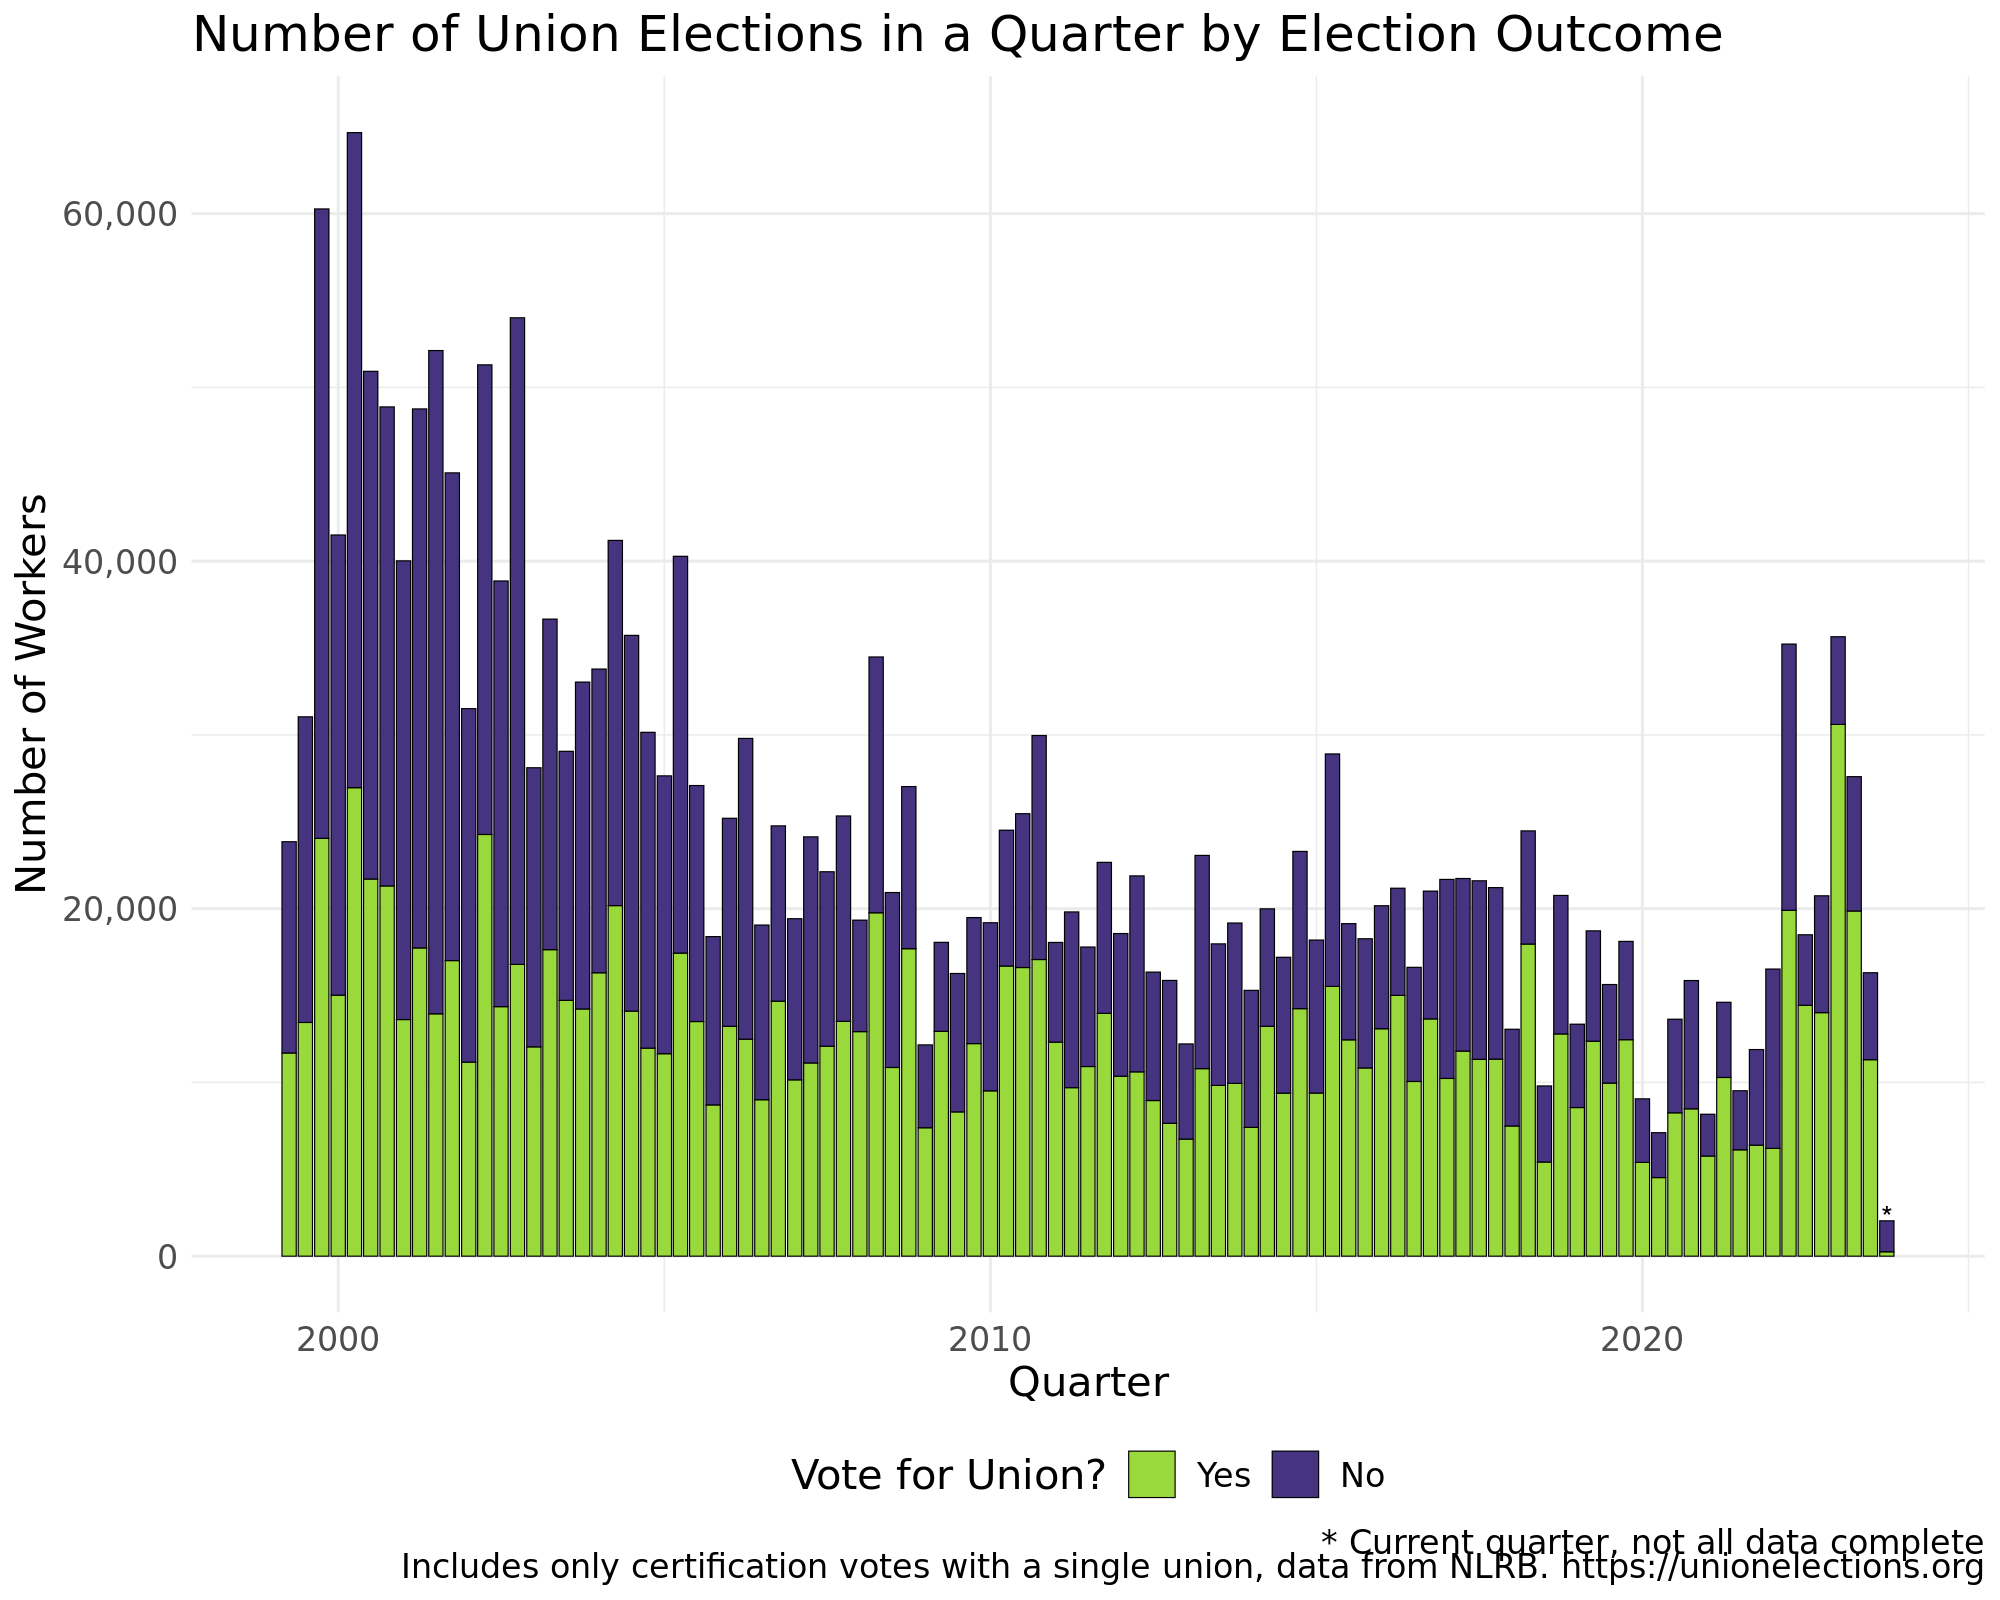 Number of Union Elections in a Quarter by Election Outcome
60,000
40,000
20,000
0
Number of Workers
2000 2010 2020
Quarter
*
Vote for Union? Yes No
* Current quarter, not all data complete
Includes only certification votes with a single union, data from NLRB. https://unionelections.org